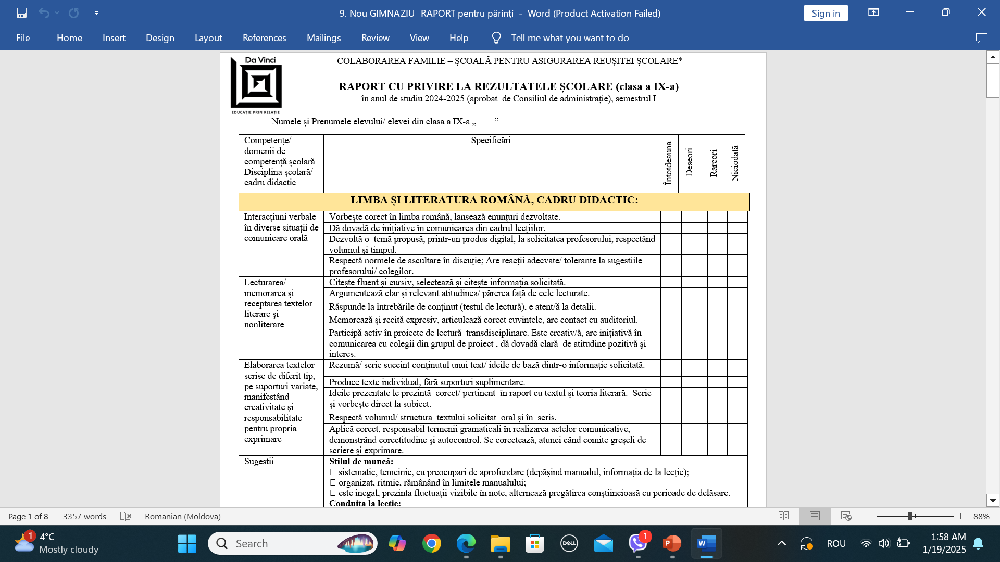 9. Nou GIMNAZIU_ RAPORT pentru părinți - Word (Product Activation Failed)
Sign in
File Home Insert Design Layout References Mailings Review View Help Tell me what you want to do
Da Vinci
EDUCAȚIE PRIN RELAȚIE
COLABORAREA FAMILIE – ŞCOALĂ PENTRU ASIGURAREA REUŞITEI ŞCOLARE*
RAPORT CU PRIVIRE LA REZULTATELE ȘCOLARE (clasa a IX-a)
în anul de studiu 2024-2025 (aprobat de Consiliul de administrație), semestrul I
Numele și Prenumele elevului/ elevei din clasa a IX-a „____”__________________________
Competențe/
domenii de
competență școlară
Disciplina școlară/
cadru didactic
Specificări
Întotdeauna
Deseori
Rareori
Niciodată
LIMBA ȘI LITERATURA ROMÂNĂ, CADRU DIDACTIC:
Interacțiuni verbale
în diverse situaţii de
comunicare orală
Vorbește corect în limba română, lansează enunțuri dezvoltate.
Dă dovadă de inițiative în comunicarea din cadrul lecțiilor.
Dezvoltă o temă propusă, printr-un produs digital, la solicitatea profesorului, respectând
volumul și timpul.
Respectă normele de ascultare în discuție; Are reacții adecvate/ tolerante la sugestiile
profesorului/ colegilor.
Lecturarea/
memorarea şi
receptarea textelor
literare şi
nonliterare
Citește fluent și cursiv, selectează și citește informația solicitată.
Argumentează clar și relevant atitudinea/ părerea față de cele lecturate.
Răspunde la întrebările de conținut (testul de lectură), e atent/ă la detalii.
Memorează și recită expresiv, articulează corect cuvintele, are contact cu auditoriul.
Participă activ în proiecte de lectură transdisciplinare. Este creativ/ă, are inițiativă în
comunicarea cu colegii din grupul de proiect , dă dovadă clară de atitudine pozitivă şi
interes.
Elaborarea textelor
scrise de diferit tip,
pe suporturi variate,
manifestând
creativitate şi
responsabilitate
pentru propria
exprimare
Rezumă/ scrie succint conținutul unui text/ ideile de bază dintr-o informație solicitată.
Produce texte individual, fără suporturi suplimentare.
Ideile prezentate le prezintă corect/ pertinent în raport cu textul și teoria literară. Scrie
și vorbește direct la subiect.
Respectă volumul/ structura textului solicitat oral și în scris.
Aplică corect, responsabil termenii gramaticali în realizarea actelor comunicative,
demonstrând corectitudine şi autocontrol. Se corectează, atunci când comite greșeli de
scriere și exprimare.
Sugestii
Stilul de muncă:
☐ sistematic, temeinic, cu preocupari de aprofundare (depășind manualul, informația de la lecție);
☐ organizat, ritmic, rămânând în limitele manualului;
☐ este inegal, prezinta fluctuații vizibile în note, alternează pregătirea conștiincioasă cu perioade de delăsare.
Conduita la lecție:
Page 1 of 8 3357 words Romanian (Moldova) 88%
1
4°C
Mostly cloudy
Search
DELL
1
P
W
ROU
1:58 AM
1/19/2025